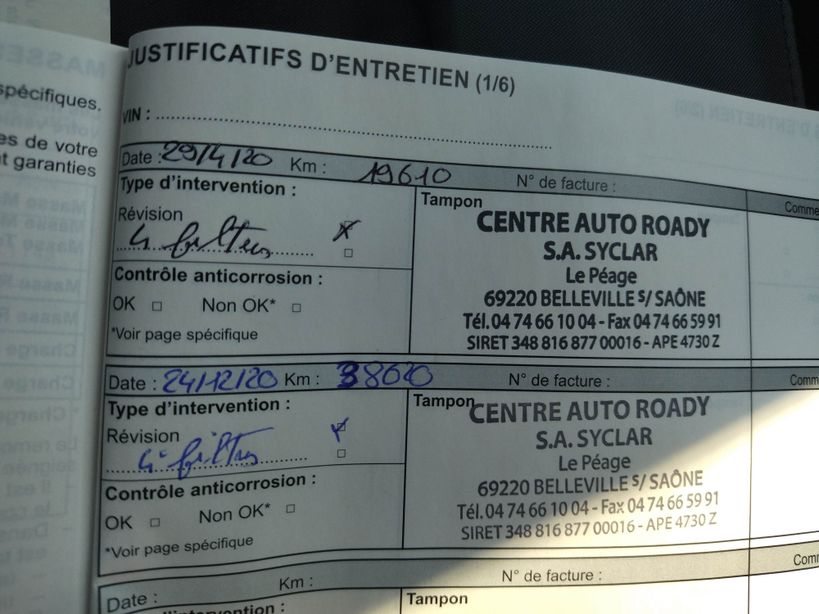 JUSTIFICATIFS D'ENTRETIEN (1/6)
spécifiques,
VIN :
es de votre
t garanties
Date : 29/4/20 Km : 19610 N° de facture :
Type d'intervention :
Tampon
Comme
Révision
4 filtres
CENTRE AUTO ROADY
S.A. SYCLAR
Le Péage
69220 BELLEVILLE s/ SAÔNE
Tél. 04 74 66 10 04 - Fax 04 74 66 59 91
SIRET 348 816 877 00016 - APE 4730 Z
Contrôle anticorrosion :
OK □ Non OK* □
*Voir page spécifique
Date : 24/12/20 Km : 38610 N° de facture :
Type d'intervention :
Tampon
Comm
Révision
4 filtres
CENTRE AUTO ROADY
S.A. SYCLAR
Le Péage
69220 BELLEVILLE s/ SAÔNE
Tél. 04 74 66 10 04 - Fax 04 74 66 59 91
SIRET 348 816 877 00016 - APE 4730 Z
Contrôle anticorrosion :
OK □ Non OK* □
*Voir page spécifique
Date : Km : N° de facture :
Tampon
Com